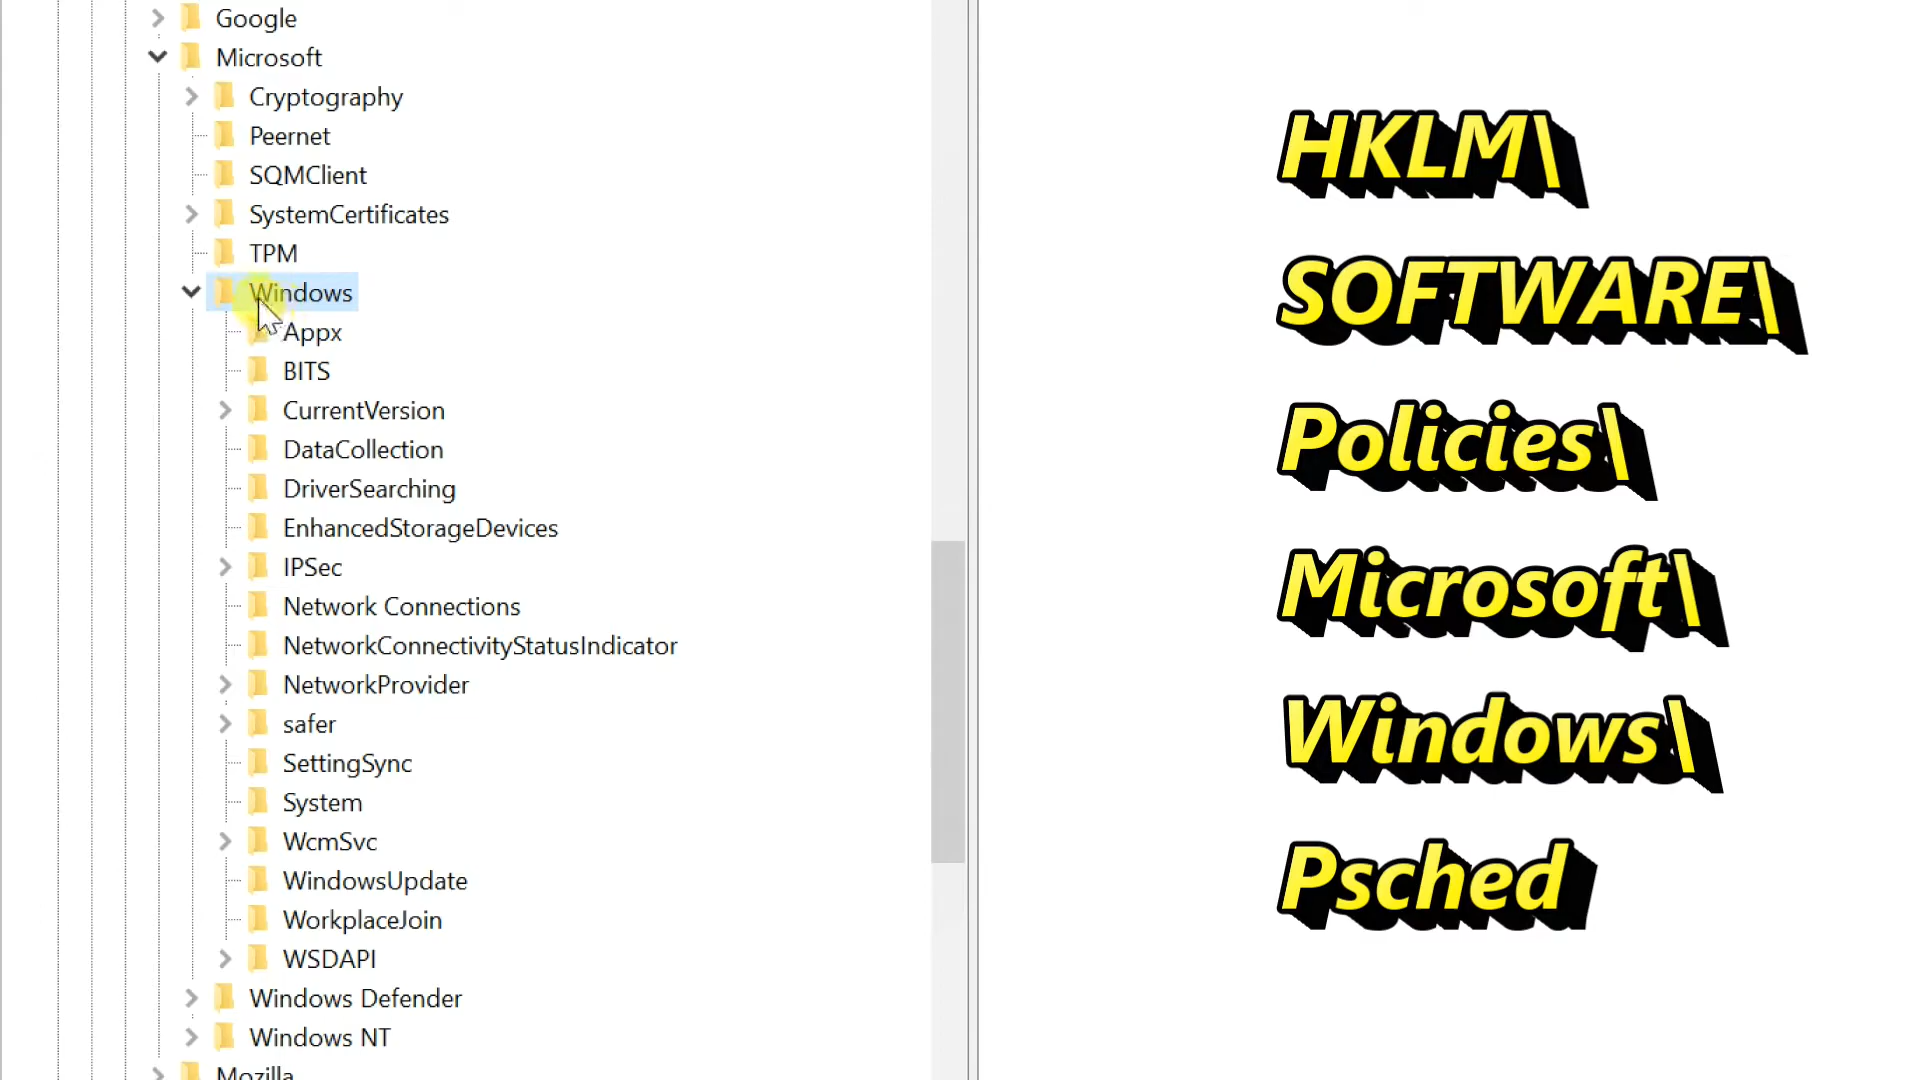 Google
Microsoft
Cryptography
Peernet
SQMClient
SystemCertificates
TPM
Windows
Appx
BITS
CurrentVersion
DataCollection
DriverSearching
EnhancedStorageDevices
IPSec
Network Connections
NetworkConnectivityStatusIndicator
NetworkProvider
safer
SettingSync
System
WcmSvc
WindowsUpdate
WorkplaceJoin
WSDAPI
Windows Defender
Windows NT
Mozilla
HKLM\
SOFTWARE\
Policies\
Microsoft\
Windows\
Psched